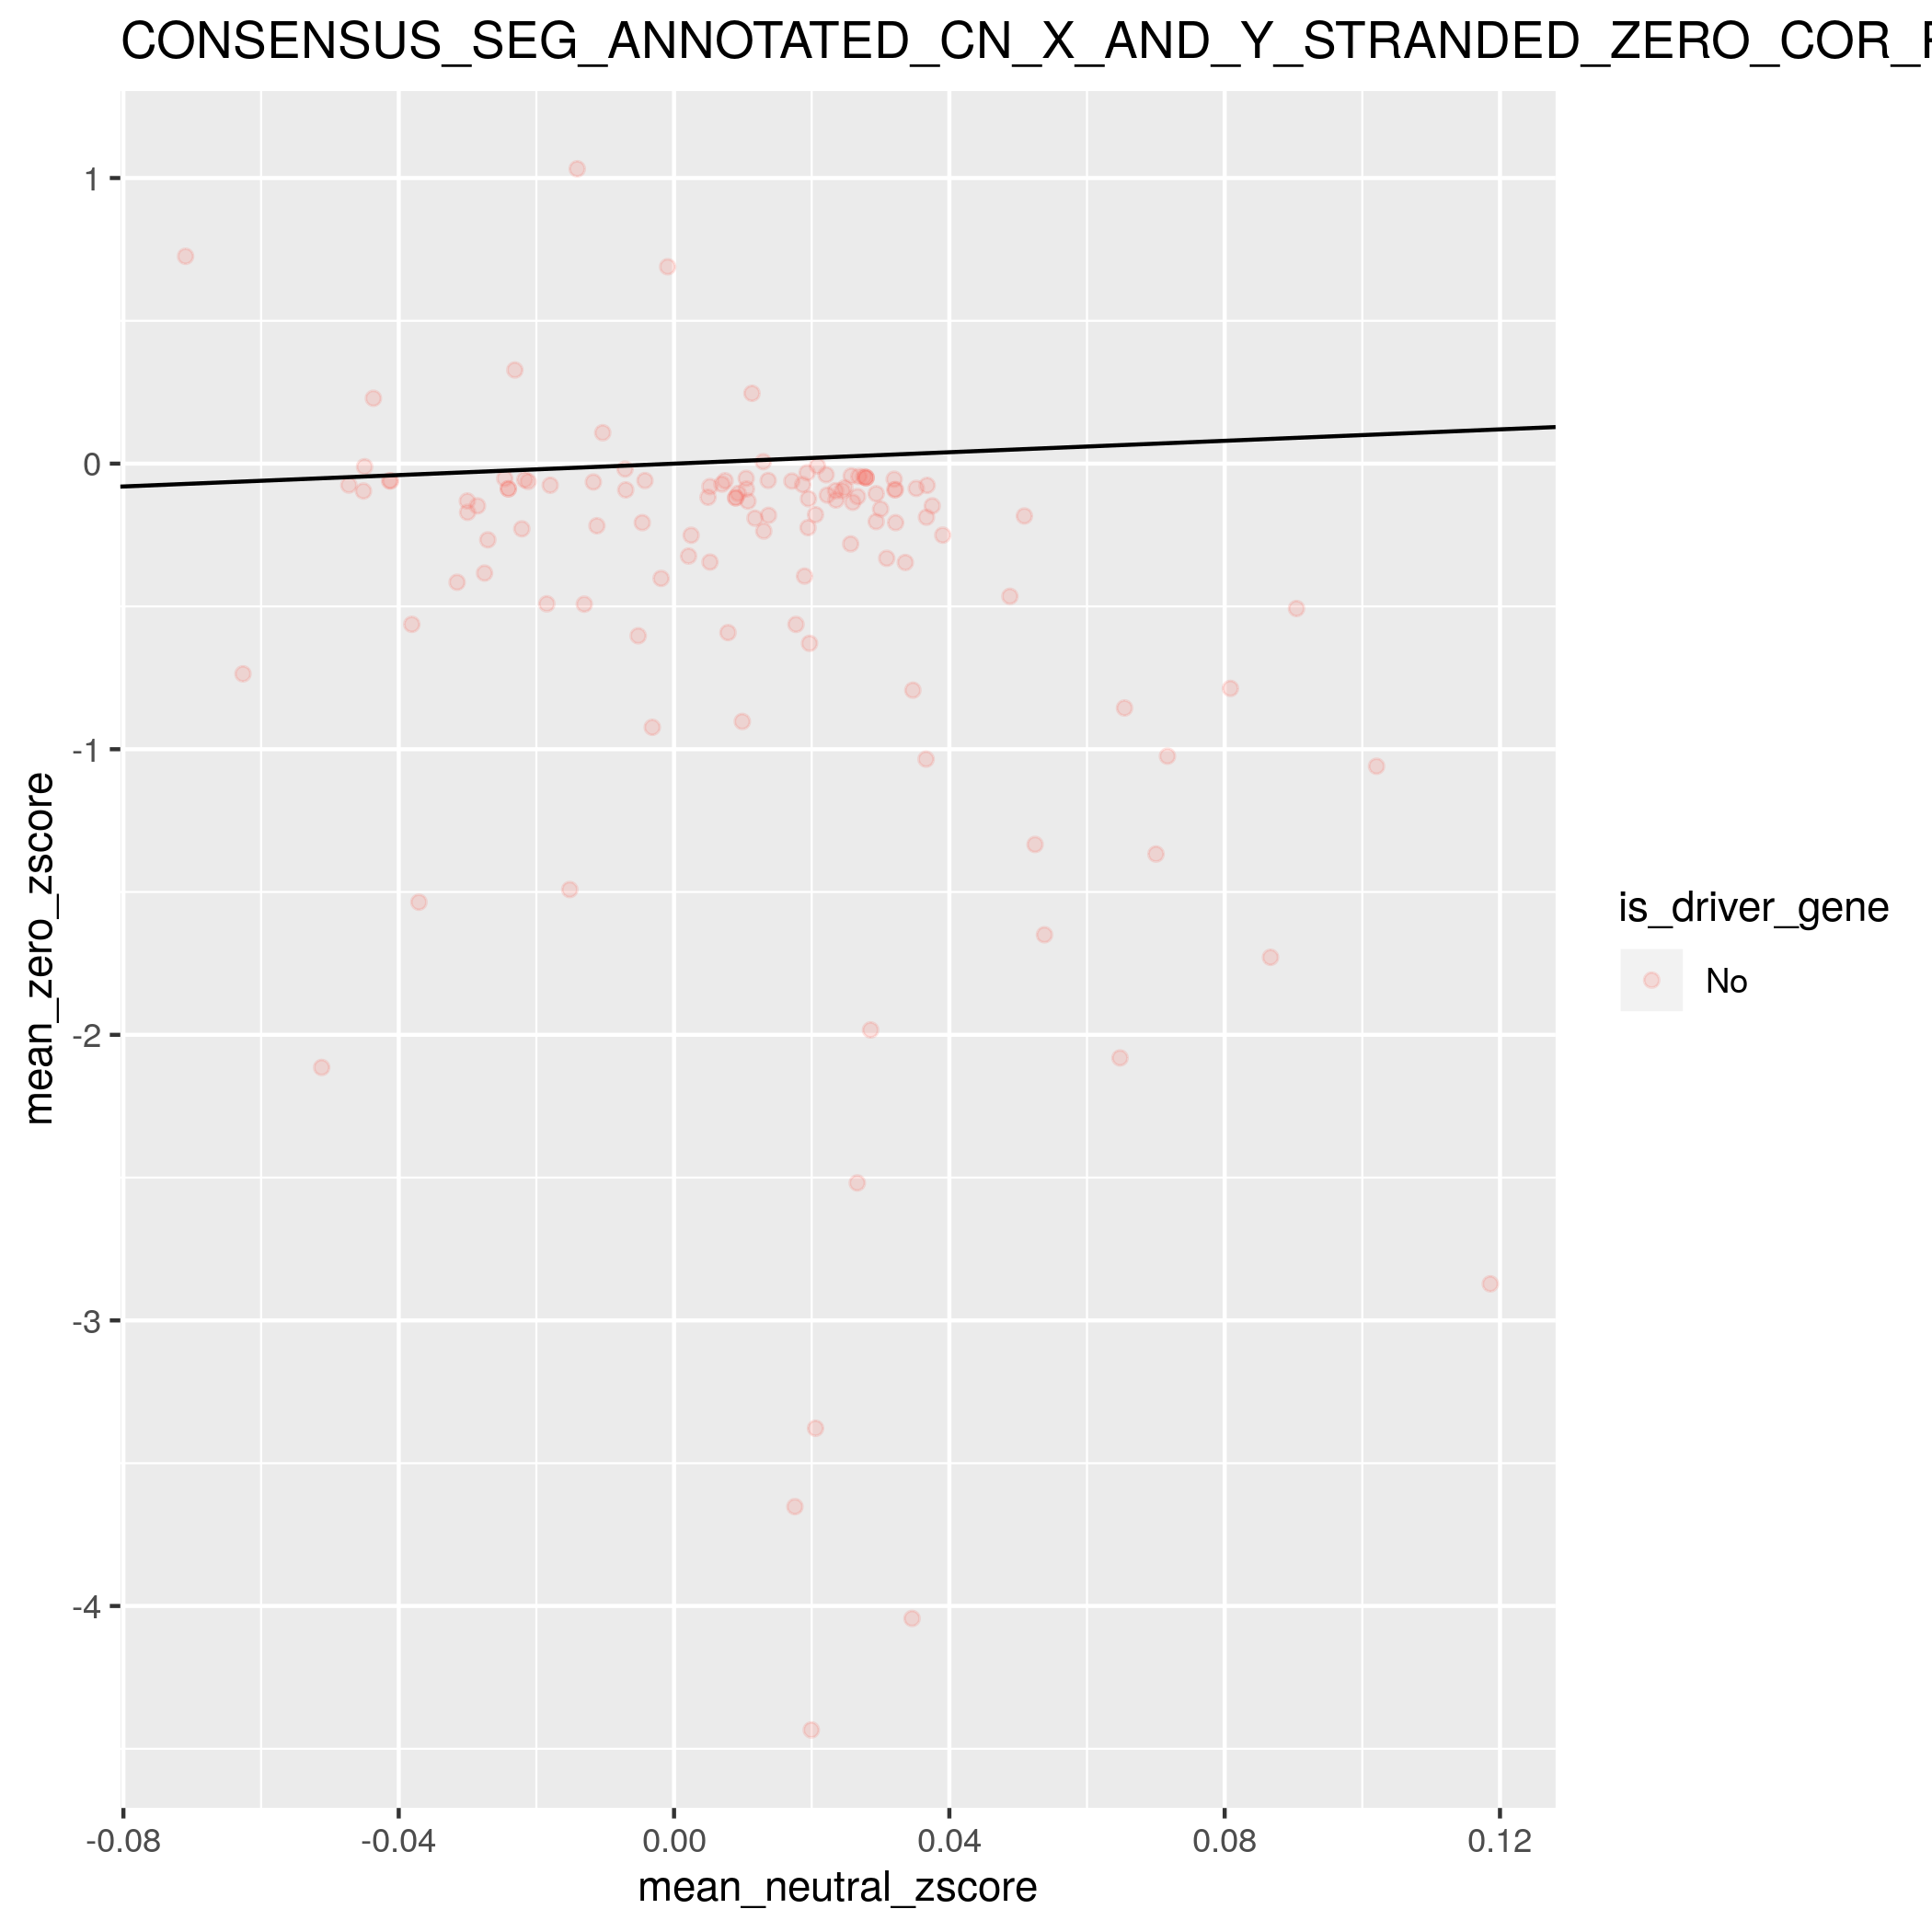 CONSENSUS_SEG_ANNOTATED_CN_X_AND_Y_STRANDED_ZERO_COR_
1
0
-1
-2
-3
-4
mean_zero_zscore
-0.08 -0.04 0.00 0.04 0.08 0.12
mean_neutral_zscore
is_driver_gene
No